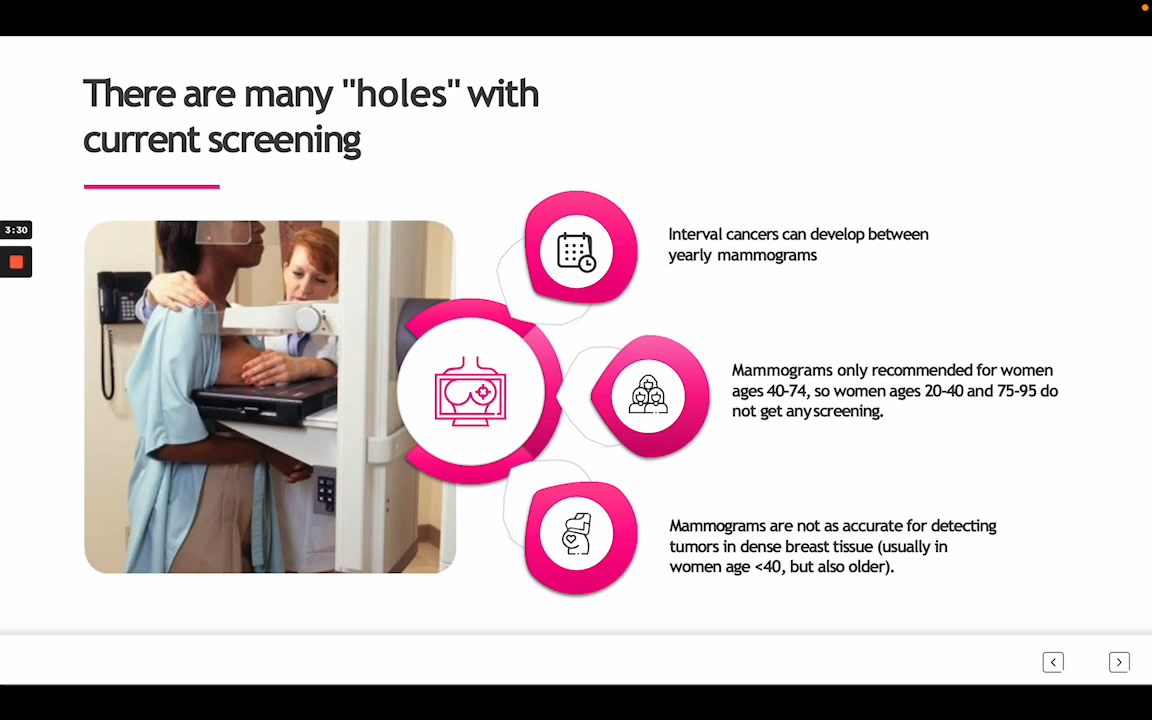 There are many "holes" with
current screening
3:30
Interval cancers can develop between
yearly mammograms
Mammograms only recommended for women
ages 40-74, so women ages 20-40 and 75-95 do
not get any screening.
Mammograms are not as accurate for detecting
tumors in dense breast tissue (usually in
women age <40, but also older).